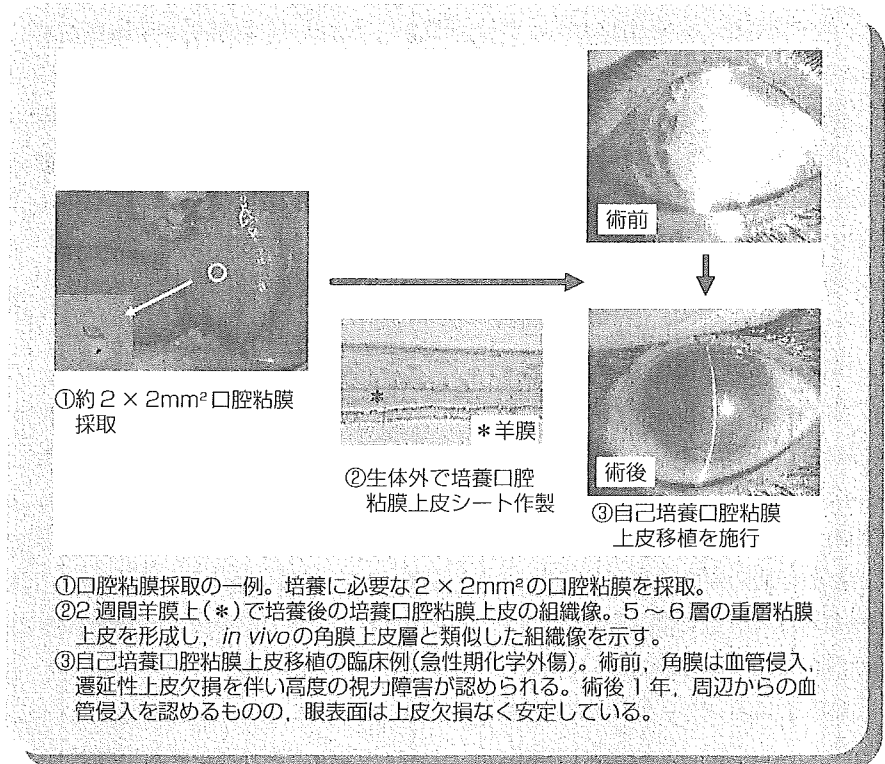 術前
①約2×2mm²口腔粘膜
採取
*
*羊膜
②生体外で培養口腔
粘膜上皮シート作製
術後
③自己培養口腔粘膜
上皮移植を施行
①口腔粘膜採取の一例。培養に必要な2×2mm²の口腔粘膜を採取。
②2週間羊膜上(*)で培養後の培養口腔粘膜上皮の組織像。5～6層の重層粘膜
上皮を形成し，in vivoの角膜上皮層と類似した組織像を示す。
③自己培養口腔粘膜上皮移植の臨床例(急性期化学外傷)。術前，角膜は血管侵入，
遷延性上皮欠損を伴い高度の視力障害が認められる。術後1年，周辺からの血
管侵入を認めるものの，眼表面は上皮欠損なく安定している。